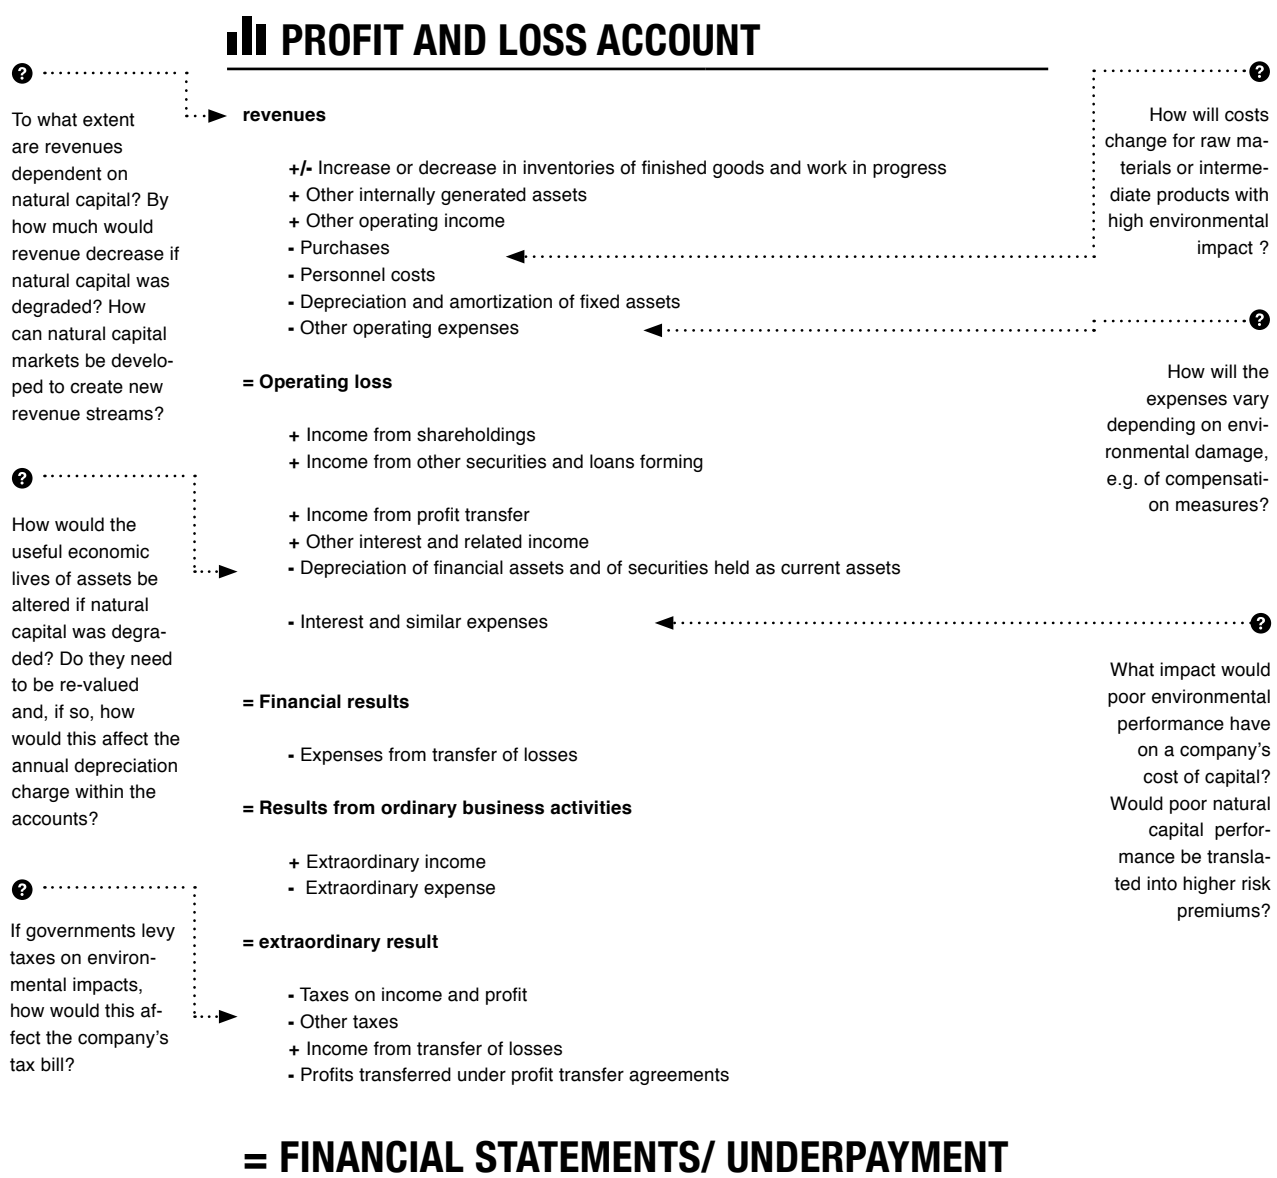 PROFIT AND LOSS ACCOUNT
?
To what extent
are revenues
dependent on
natural capital? By
how much would
revenue decrease if
natural capital was
degraded? How
can natural capital
markets be develo-
ped to create new
revenue streams?
?
How would the
useful economic
lives of assets be
altered if natural
capital was degra-
ded? Do they need
to be re-valued
and, if so, how
would this affect the
annual depreciation
charge within the
accounts?
?
If governments levy
taxes on environ-
mental impacts,
how would this af-
fect the company's
tax bill?
revenues
+/- Increase or decrease in inventories of finished goods and work in progress
+ Other internally generated assets
+ Other operating income
- Purchases
- Personnel costs
- Depreciation and amortization of fixed assets
- Other operating expenses
= Operating loss
+ Income from shareholdings
+ Income from other securities and loans forming
+ Income from profit transfer
+ Other interest and related income
- Depreciation of financial assets and of securities held as current assets
- Interest and similar expenses
= Financial results
- Expenses from transfer of losses
= Results from ordinary business activities
+ Extraordinary income
- Extraordinary expense
= extraordinary result
- Taxes on income and profit
- Other taxes
+ Income from transfer of losses
- Profits transferred under profit transfer agreements
?
How will costs
change for raw ma-
terials or interme-
diate products with
high environmental
impact ?
?
How will the
expenses vary
depending on envi-
ronmental damage,
e.g. of compensati-
on measures?
?
What impact would
poor environmental
performance have
on a company's
cost of capital?
Would poor natural
capital perfor-
mance be transla-
ted into higher risk
premiums?
= FINANCIAL STATEMENTS/ UNDERPAYMENT